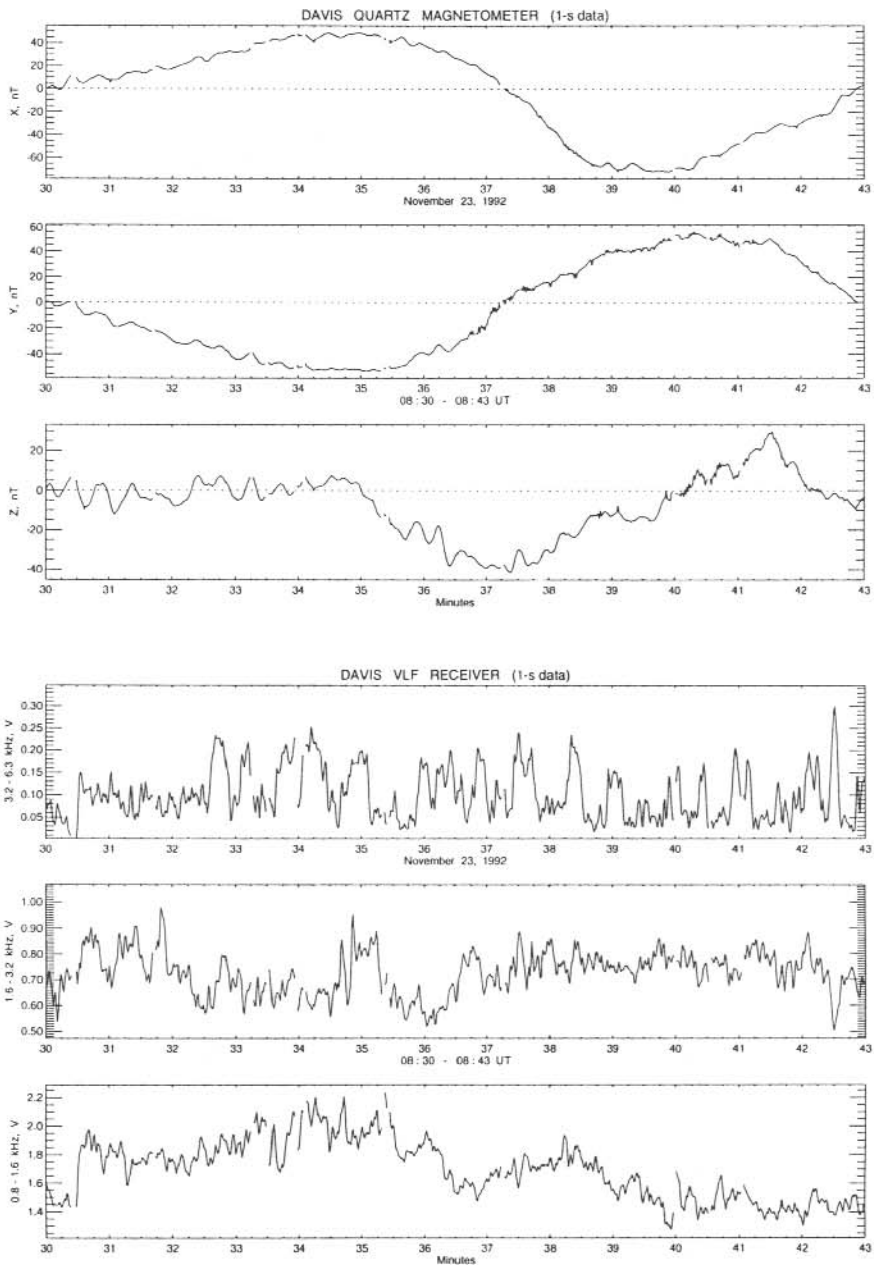 DAVIS QUARTZ MAGNETOMETER (1-s data)
X, nT
40
20
0
-20
-40
-60
30 31 32 33 34 35 36 37 38 39 40 41 42 43
November 23, 1992
Y, nT
60
40
20
0
-20
-40
30 31 32 33 34 35 36 37 38 39 40 41 42 43
08:30 - 08:43 UT
Z, nT
20
0
-20
-40
30 31 32 33 34 35 36 37 38 39 40 41 42 43
Minutes
DAVIS VLF RECEIVER (1-s data)
3.2 - 6.3 kHz, V
0.30
0.25
0.20
0.15
0.10
0.05
30 31 32 33 34 35 36 37 38 39 40 41 42 43
November 23, 1992
1.6 - 3.2 kHz, V
1.00
0.90
0.80
0.70
0.60
0.50
30 31 32 33 34 35 36 37 38 39 40 41 42 43
08:30 - 08:43 UT
0.8 - 1.6 kHz, V
2.2
2.0
1.8
1.6
1.4
30 31 32 33 34 35 36 37 38 39 40 41 42 43
Minutes